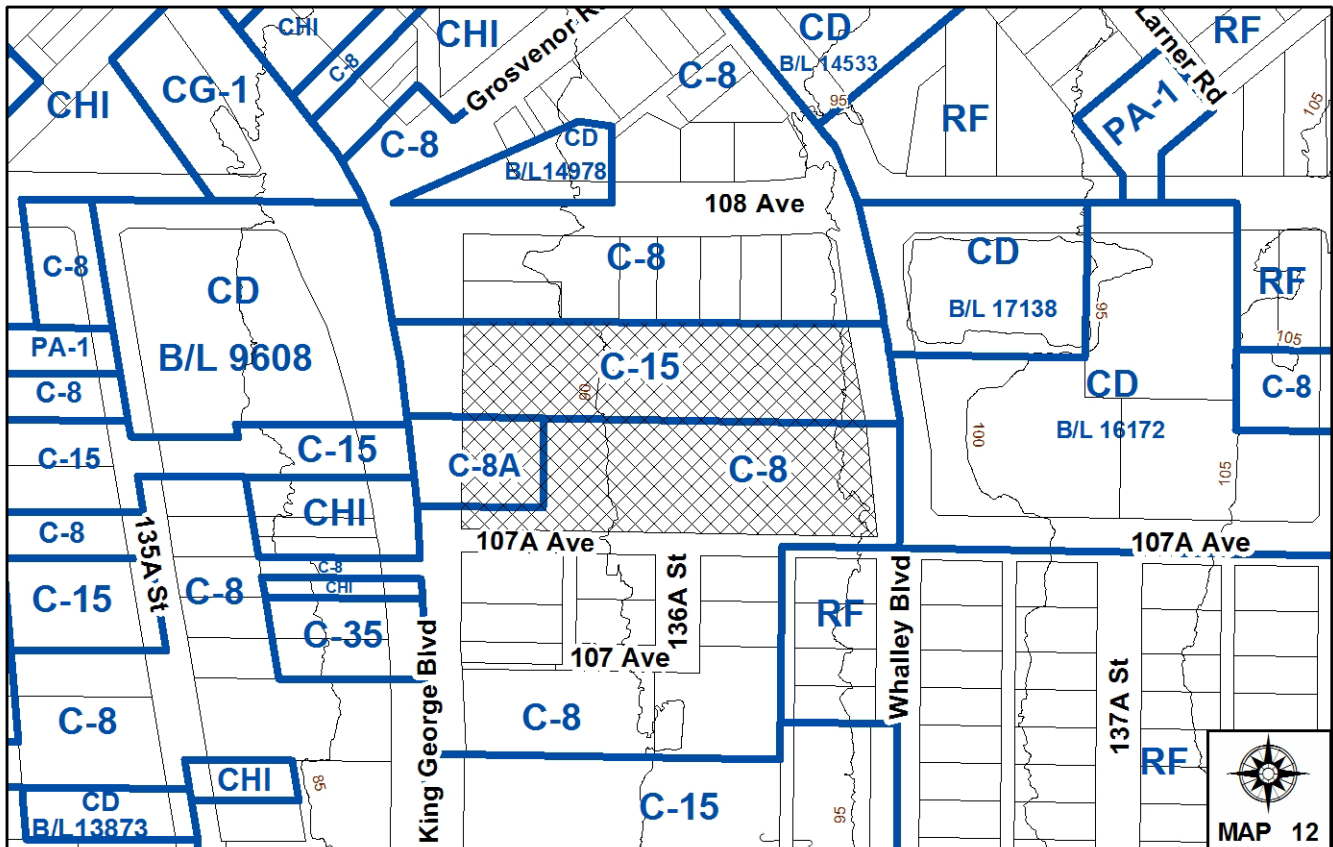 CHI
CHI
CD
RF
Larner Rd
Grosvenor
C-8
B/L 14533
C-8
CG-1
CHI
95
105
RF
PA-1
C-8
CD
B/L14978
108 Ave
C-8
CD
C-8
CD
RF
B/L 17138
95
PA-1
B/L 9608
C-15
105
C-8
90
CD
C-8
B/L 16172
C-15
C-15
C-8A
C-8
100
105
CHI
C-8
107A Ave
107A Ave
135A St
C-8
C-15
C-8
CHI
136A St
RF
Whalley Blvd
C-35
107 Ave
King George Blvd
137A St
C-8
C-8
RF
CHI
85
CD
B/L13873
C-15
95
MAP 12